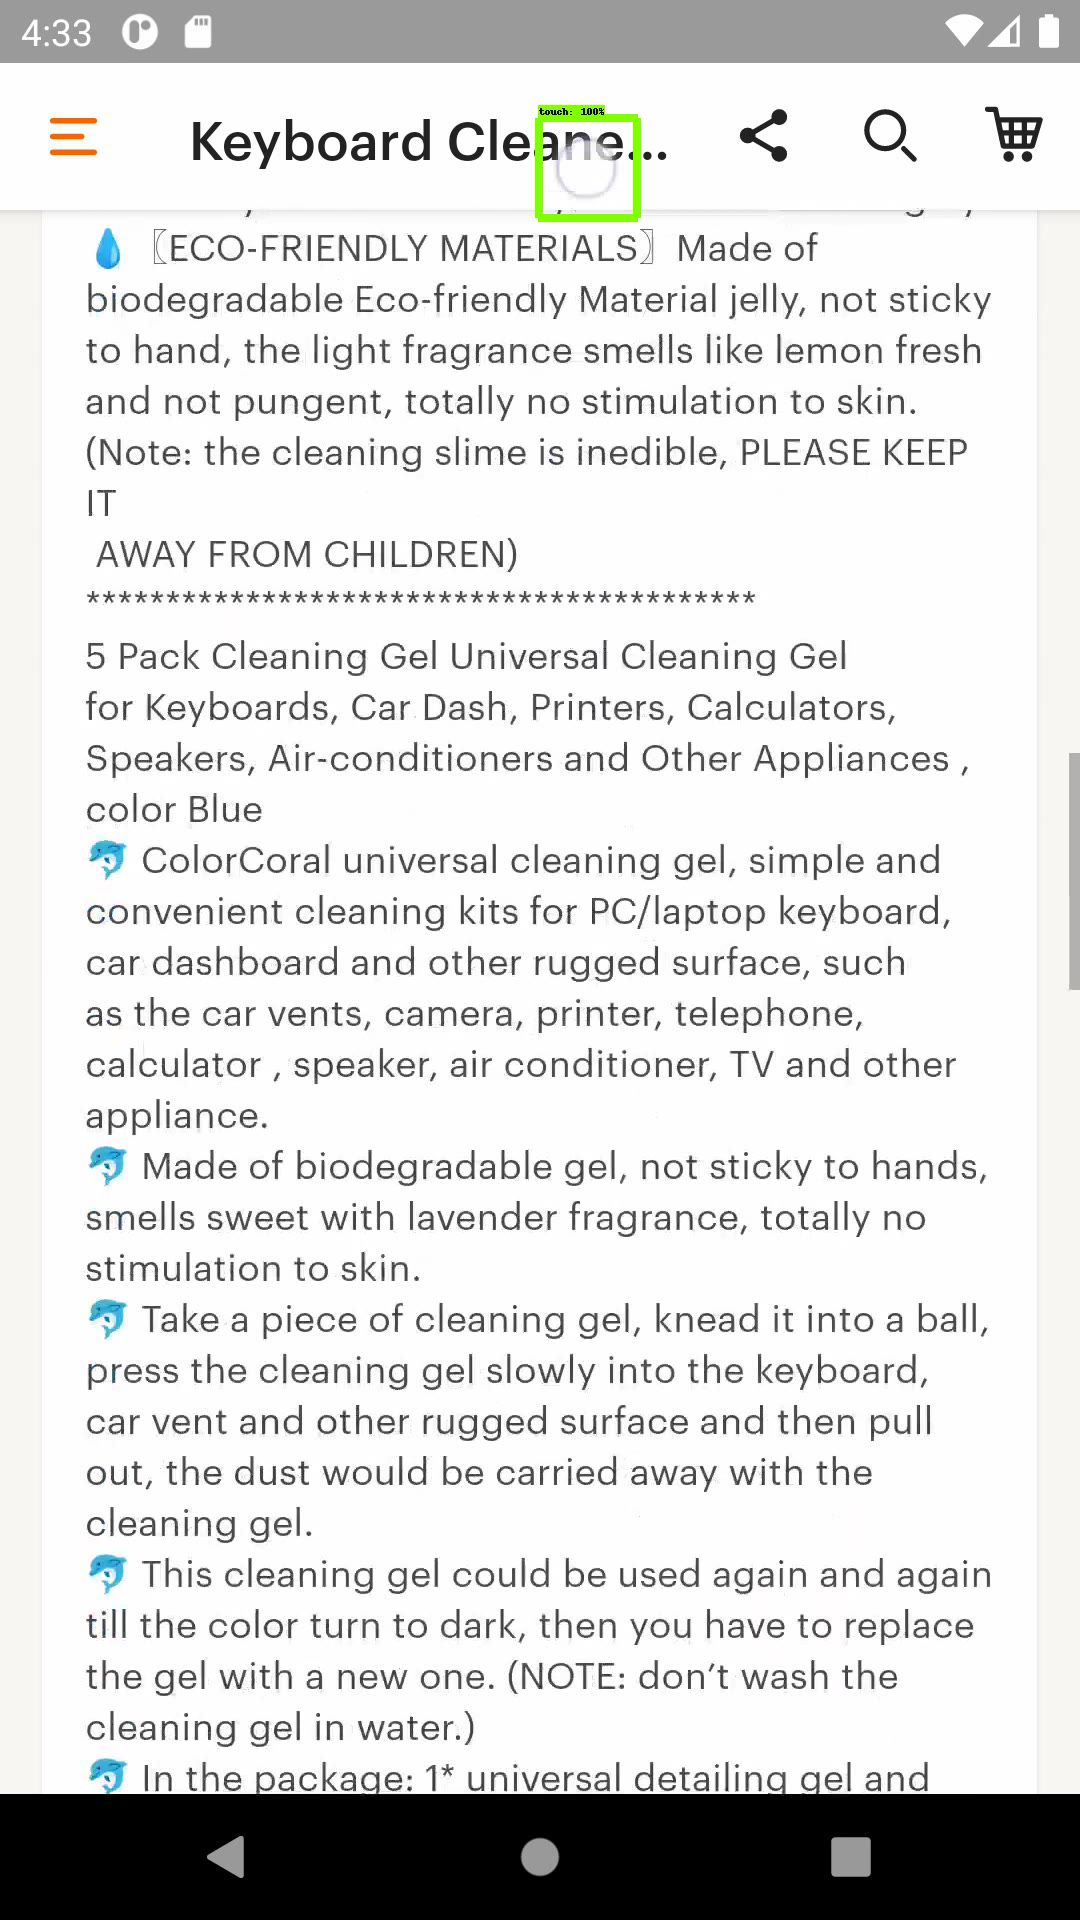 4:33
touch: 100%
Keyboard Cleane...
〖ECO-FRIENDLY MATERIALS〗 Made of
biodegradable Eco-friendly Material jelly, not sticky
to hand, the light fragrance smells like lemon fresh
and not pungent, totally no stimulation to skin.
(Note: the cleaning slime is inedible, PLEASE KEEP
IT
AWAY FROM CHILDREN)
******************************************
5 Pack Cleaning Gel Universal Cleaning Gel
for Keyboards, Car Dash, Printers, Calculators,
Speakers, Air-conditioners and Other Appliances ,
color Blue
🐬 ColorCoral universal cleaning gel, simple and
convenient cleaning kits for PC/laptop keyboard,
car dashboard and other rugged surface, such
as the car vents, camera, printer, telephone,
calculator , speaker, air conditioner, TV and other
appliance.
🐬 Made of biodegradable gel, not sticky to hands,
smells sweet with lavender fragrance, totally no
stimulation to skin.
🐬 Take a piece of cleaning gel, knead it into a ball,
press the cleaning gel slowly into the keyboard,
car vent and other rugged surface and then pull
out, the dust would be carried away with the
cleaning gel.
🐬 This cleaning gel could be used again and again
till the color turn to dark, then you have to replace
the gel with a new one. (NOTE: don’t wash the
cleaning gel in water.)
🐬 In the package: 1* universal detailing gel and